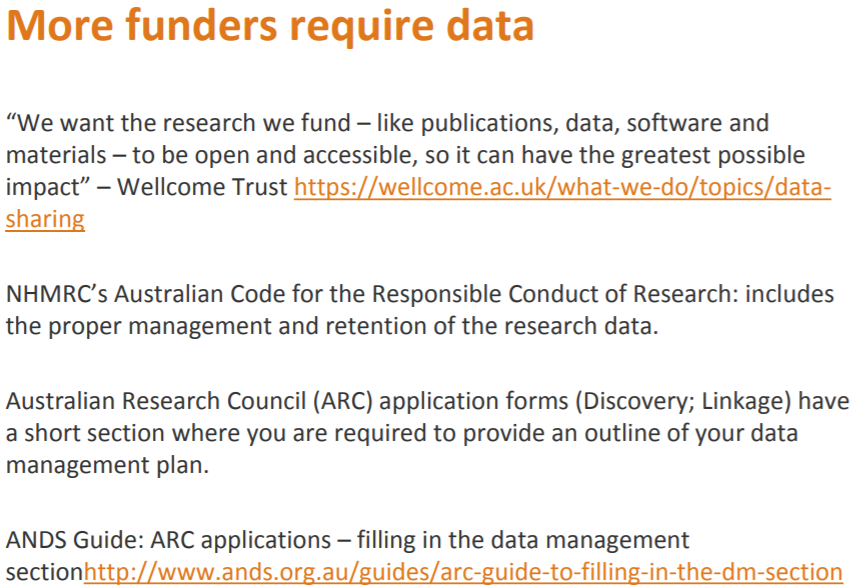 More funders require data
“We want the research we fund – like publications, data, software and
materials – to be open and accessible, so it can have the greatest possible
impact” – Wellcome Trust https://wellcome.ac.uk/what-we-do/topics/data-
sharing
NHMRC’s Australian Code for the Responsible Conduct of Research: includes
the proper management and retention of the research data.
Australian Research Council (ARC) application forms (Discovery; Linkage) have
a short section where you are required to provide an outline of your data
management plan.
ANDS Guide: ARC applications – filling in the data management
sectionhttp://www.ands.org.au/guides/arc-guide-to-filling-in-the-dm-section